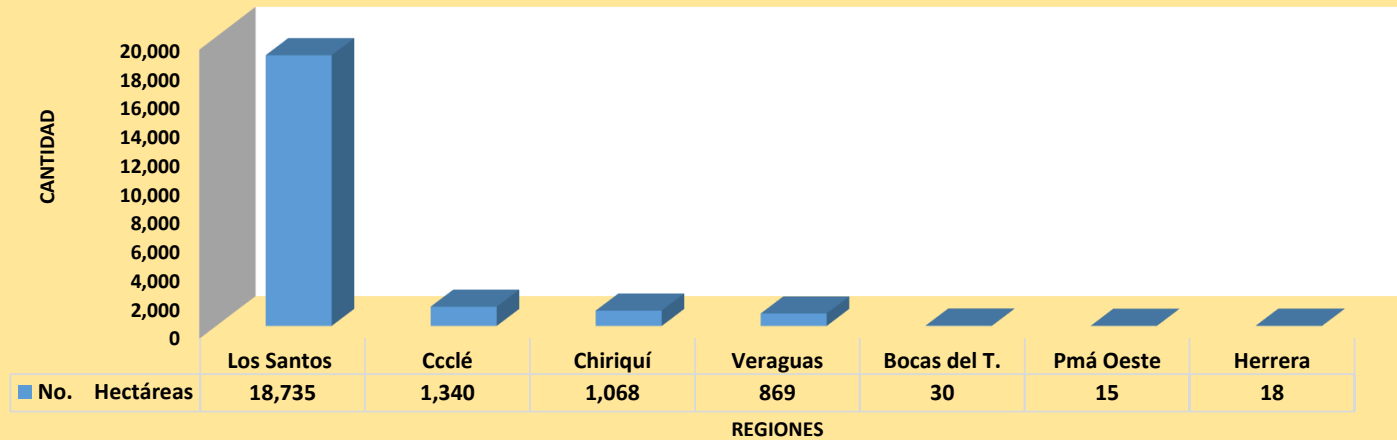 CANTIDAD
20,000
18,000
16,000
14,000
12,000
10,000
8,000
6,000
4,000
2,000
0
Los Santos Ccclé Chiriquí Veraguas Bocas del T. Pmá Oeste Herrera
No. Hectáreas 18,735 1,340 1,068 869 30 15 18
REGIONES